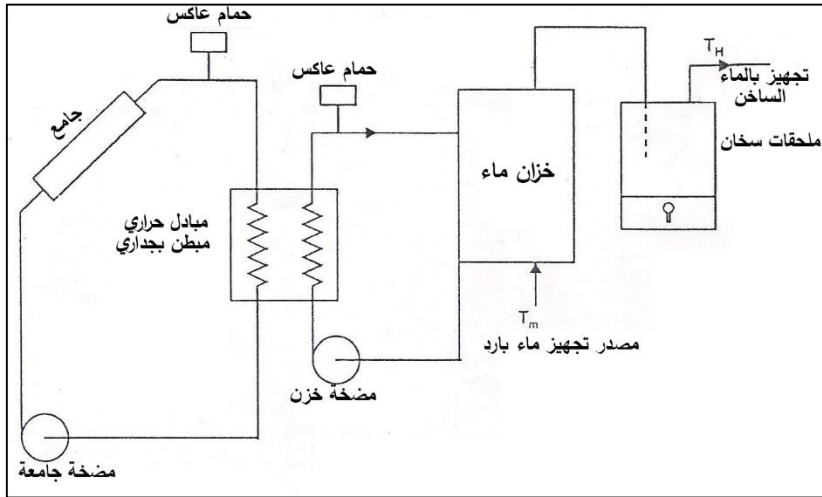 حمام عاكس
حمام عاكس
جامع
T_H
تجهيز بالماء
الساخن
ملحقات سخان
خزان ماء
مبادل حراري
مبطن بجداري
T_m
مصدر تجهيز ماء بارد
مضخة خزن
مضخة جامعة